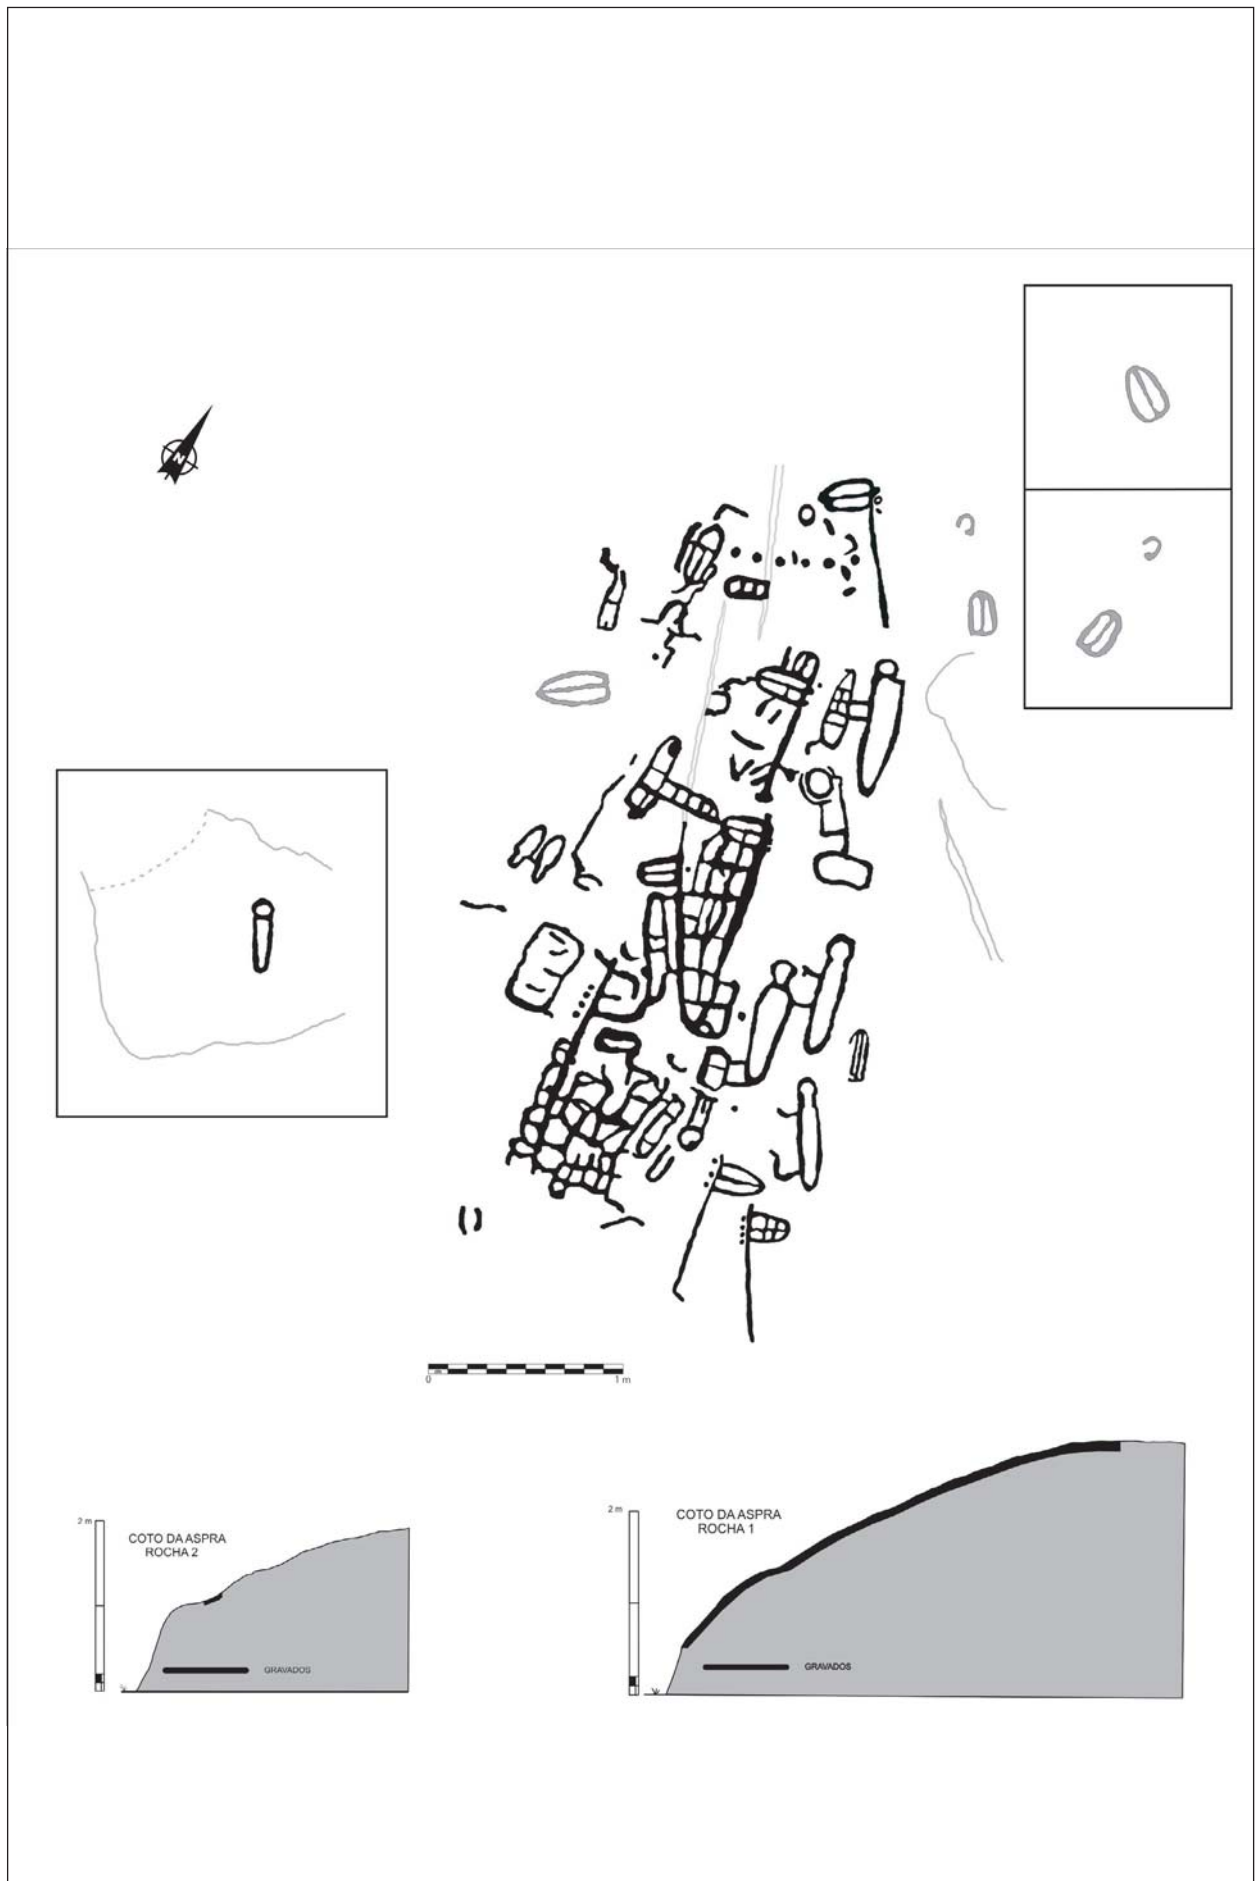 N
0
1 m
2 m
COTO DA ASPRA
ROCHA 2
GRAVADOS
2 m
COTO DA ASPRA
ROCHA 1
GRAVADOS